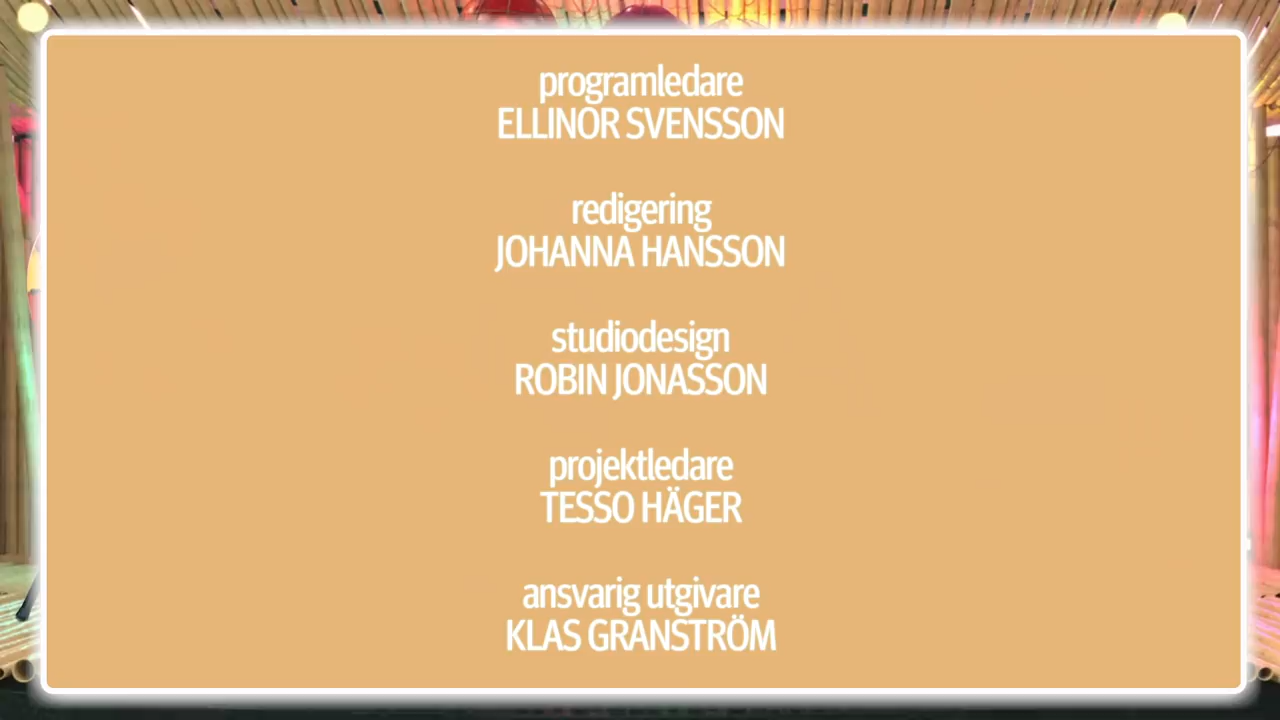 programledare
ELLINOR SVENSSON
redigering
JOHANNA HANSSON
studiodesign
ROBIN JONASSON
projektledare
TESSO HÄGER
ansvarig utgivare
KLAS GRANSTRÖM